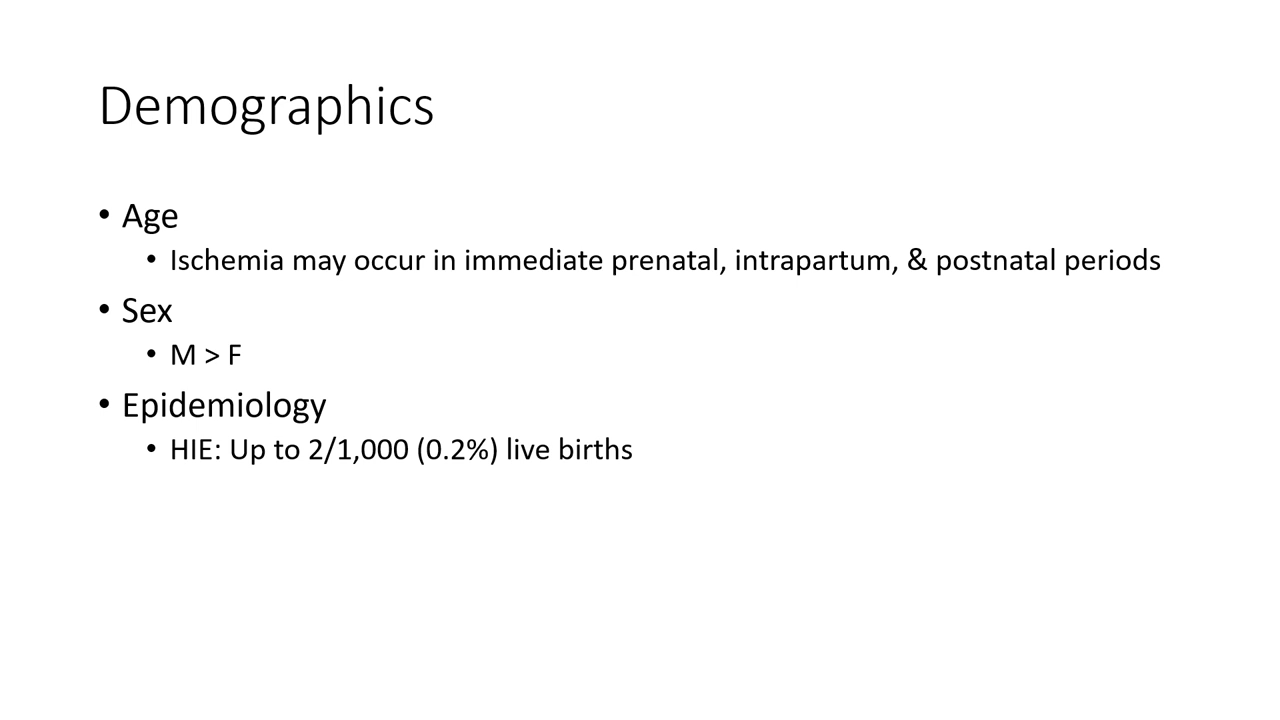 Demographics
• Age
• Ischemia may occur in immediate prenatal, intrapartum, & postnatal periods
• Sex
• M > F
• Epidemiology
• HIE: Up to 2/1,000 (0.2%) live births